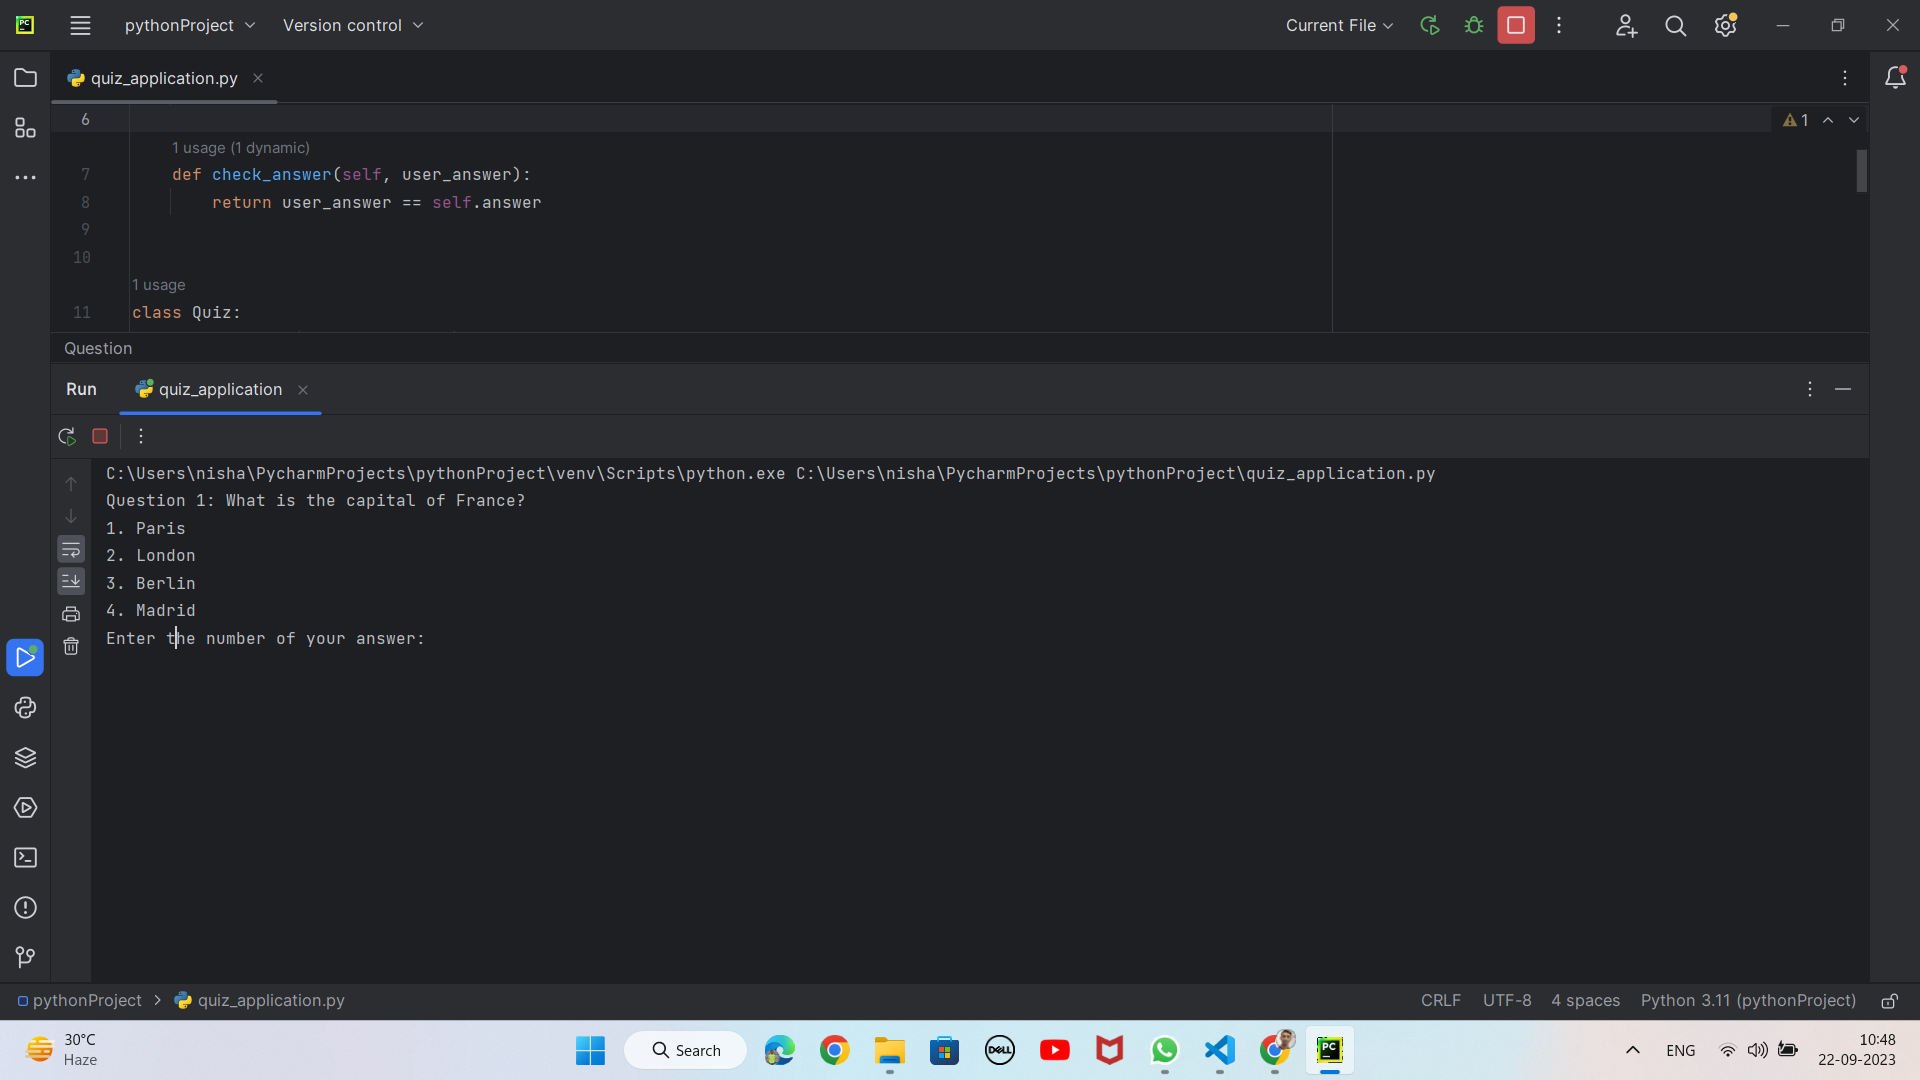 PC
pythonProject
Version control
Current File
quiz_application.py
6
1
1 usage (1 dynamic)
7 def check_answer(self, user_answer):
8 return user_answer == self.answer
9
10
1 usage
11 class Quiz:
Question
Run
quiz_application
C:\Users\nisha\PycharmProjects\pythonProject\venv\Scripts\python.exe C:\Users\nisha\PycharmProjects\pythonProject\quiz_application.py
Question 1: What is the capital of France?
1. Paris
2. London
3. Berlin
4. Madrid
Enter the number of your answer:
pythonProject > quiz_application.py
CRLF
UTF-8
4 spaces
Python 3.11 (pythonProject)
30°C
Haze
Search
DELL
PC
ENG
10:48
22-09-2023